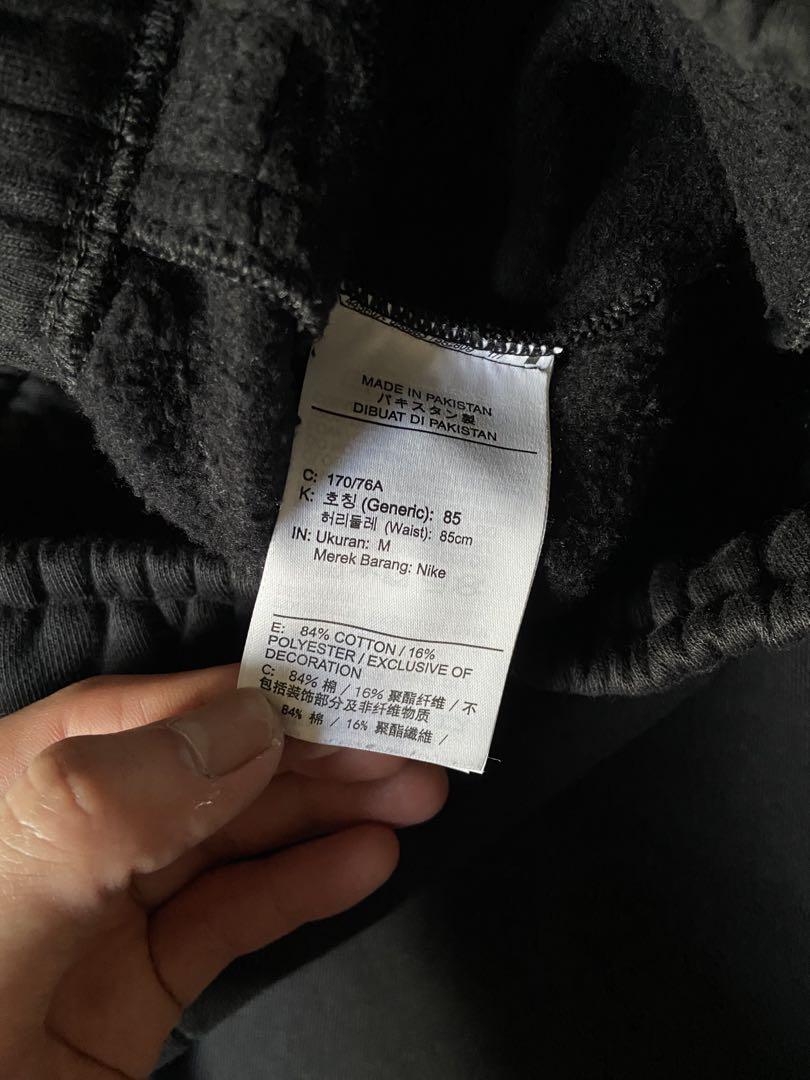 MADE IN PAKISTAN
パキスタン製
DIBUAT DI PAKISTAN
C: 170/76A
K: 호칭 (Generic): 85
허리둘레 (Waist): 85cm
IN: Ukuran: M
Merek Barang: Nike
E: 84% COTTON / 16%
POLYESTER / EXCLUSIVE OF
DECORATION
C: 84% 棉 / 16% 聚酯纤维 / 不
包括装饰部分及非纤维物质
84% 棉 / 16% 聚酯纖維 /